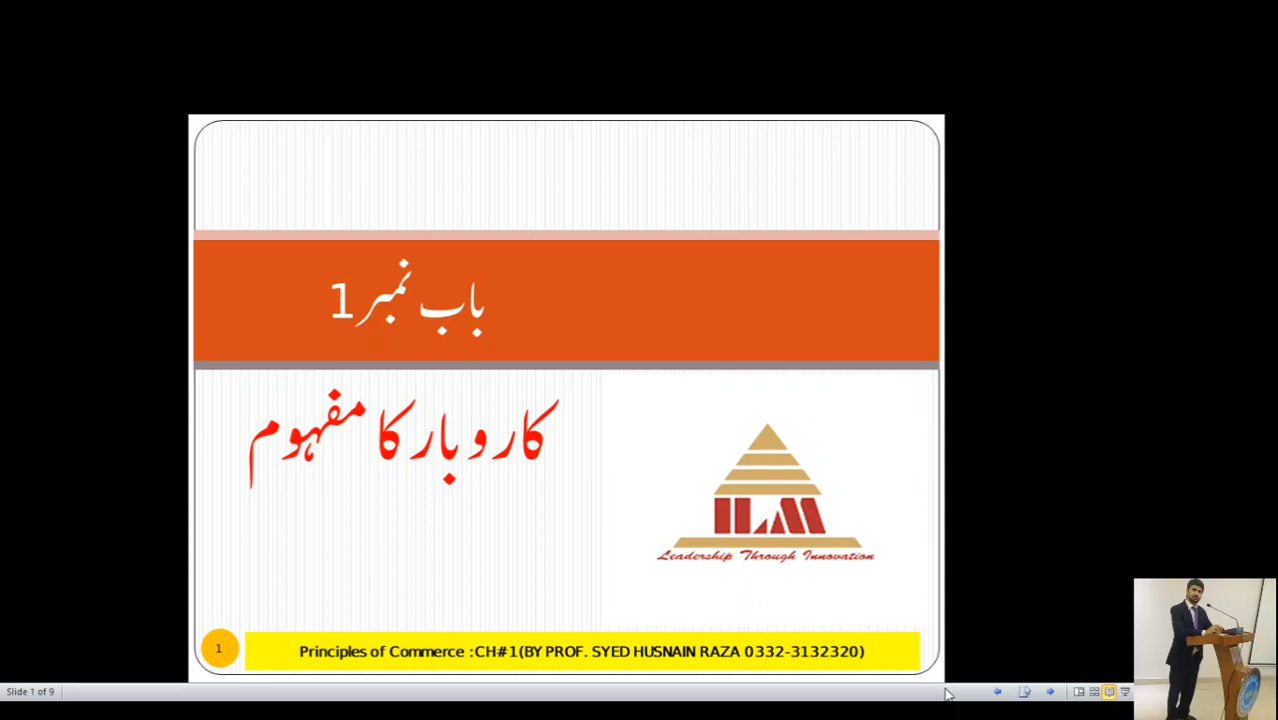 باب نمبر 1
کاروبار کا مفہوم
ILM
Leadership Through Innovation
1
Principles of Commerce :CH#1(BY PROF. SYED HUSNAIN RAZA 0332-3132320)
Slide 1 of 9